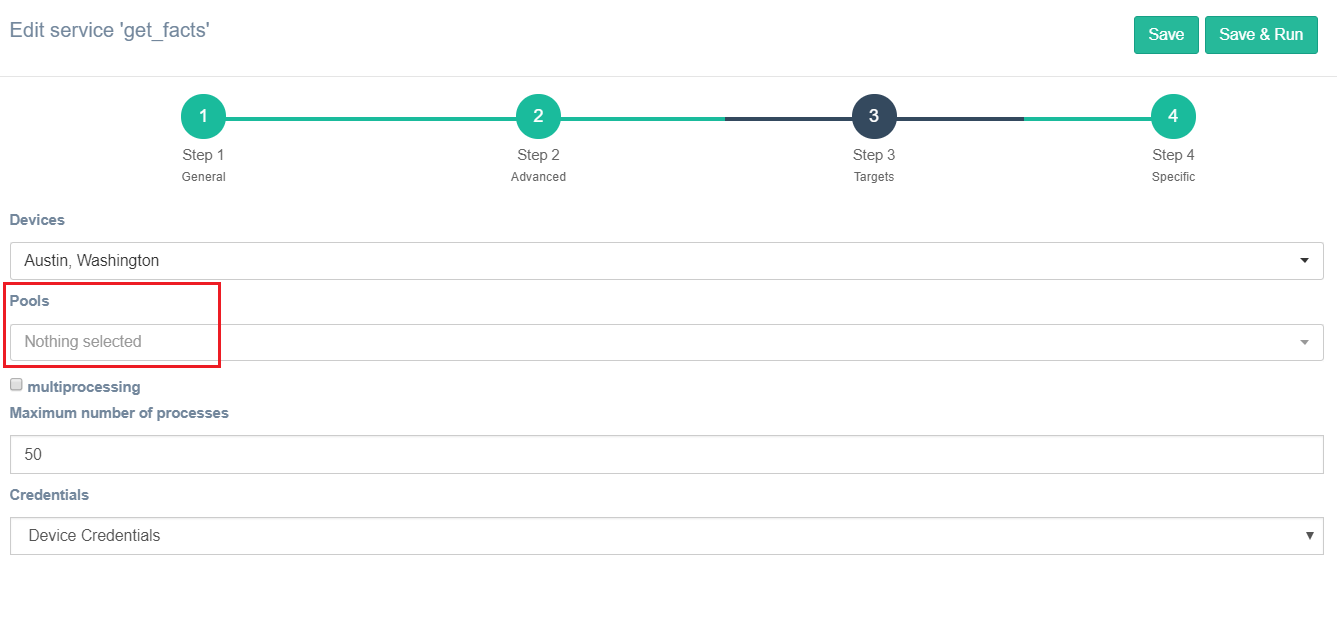 Edit service 'get_facts'
Save
Save & Run
1
2
3
4
Step 1
Step 2
Step 3
Step 4
General
Advanced
Targets
Specific
Devices
Austin, Washington
Pools
Nothing selected
multiprocessing
Maximum number of processes
50
Credentials
Device Credentials